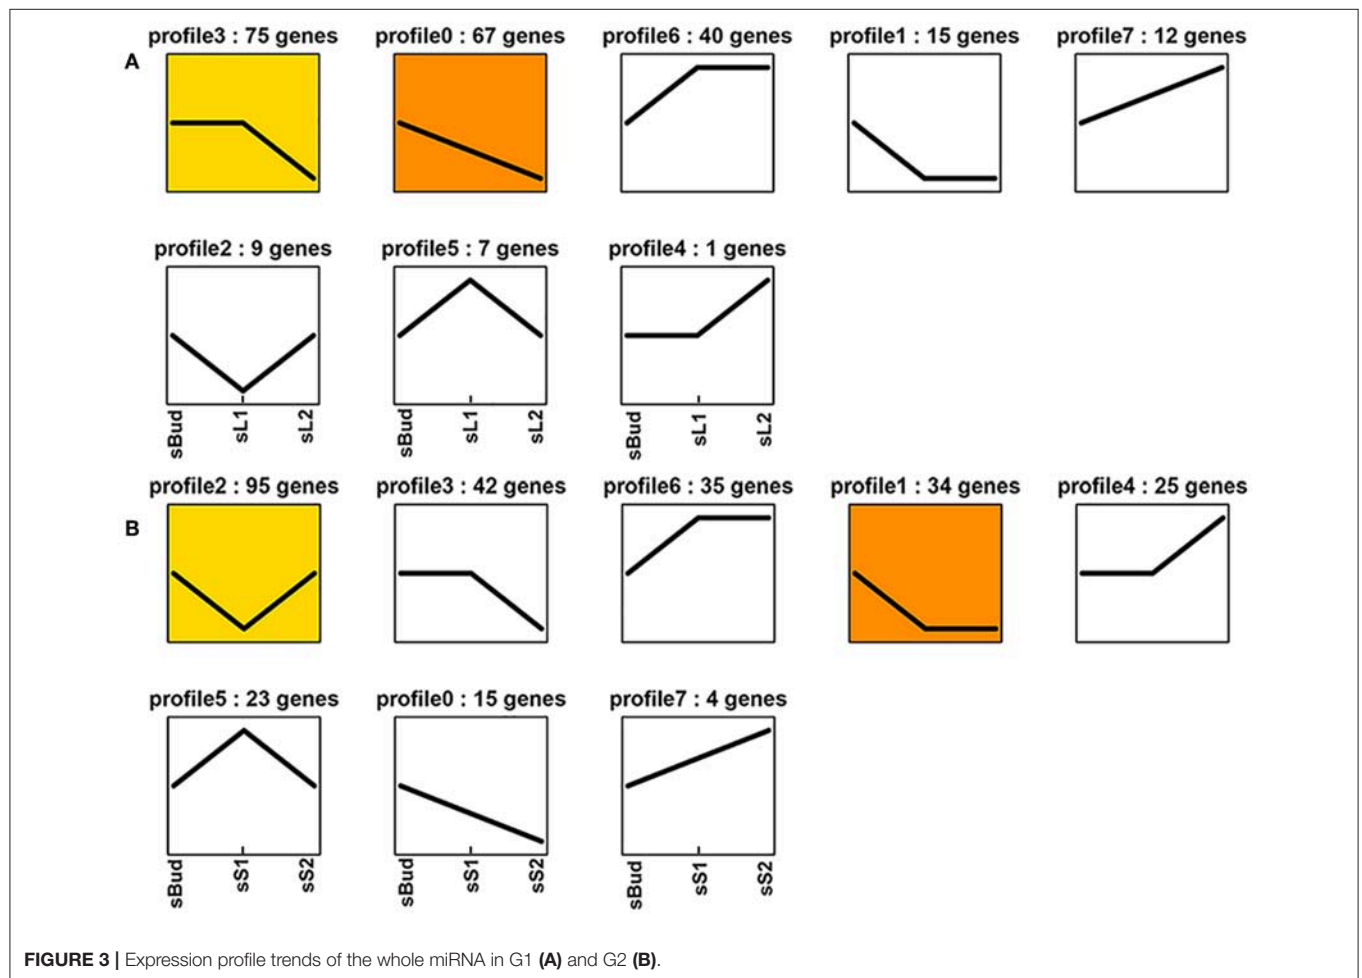 profile3 : 75 genes profile0 : 67 genes profile6 : 40 genes profile1 : 15 genes profile7 : 12 genes
A
profile2 : 9 genes profile5 : 7 genes profile4 : 1 genes
sBud sL1 sL2 sBud sL1 sL2 sBud sL1 sL2
profile2 : 95 genes profile3 : 42 genes profile6 : 35 genes profile1 : 34 genes profile4 : 25 genes
B
profile5 : 23 genes profile0 : 15 genes profile7 : 4 genes
sBud sS1 sS2 sBud sS1 sS2 sBud sS1 sS2
FIGURE 3 | Expression profile trends of the whole miRNA in G1 (A) and G2 (B).